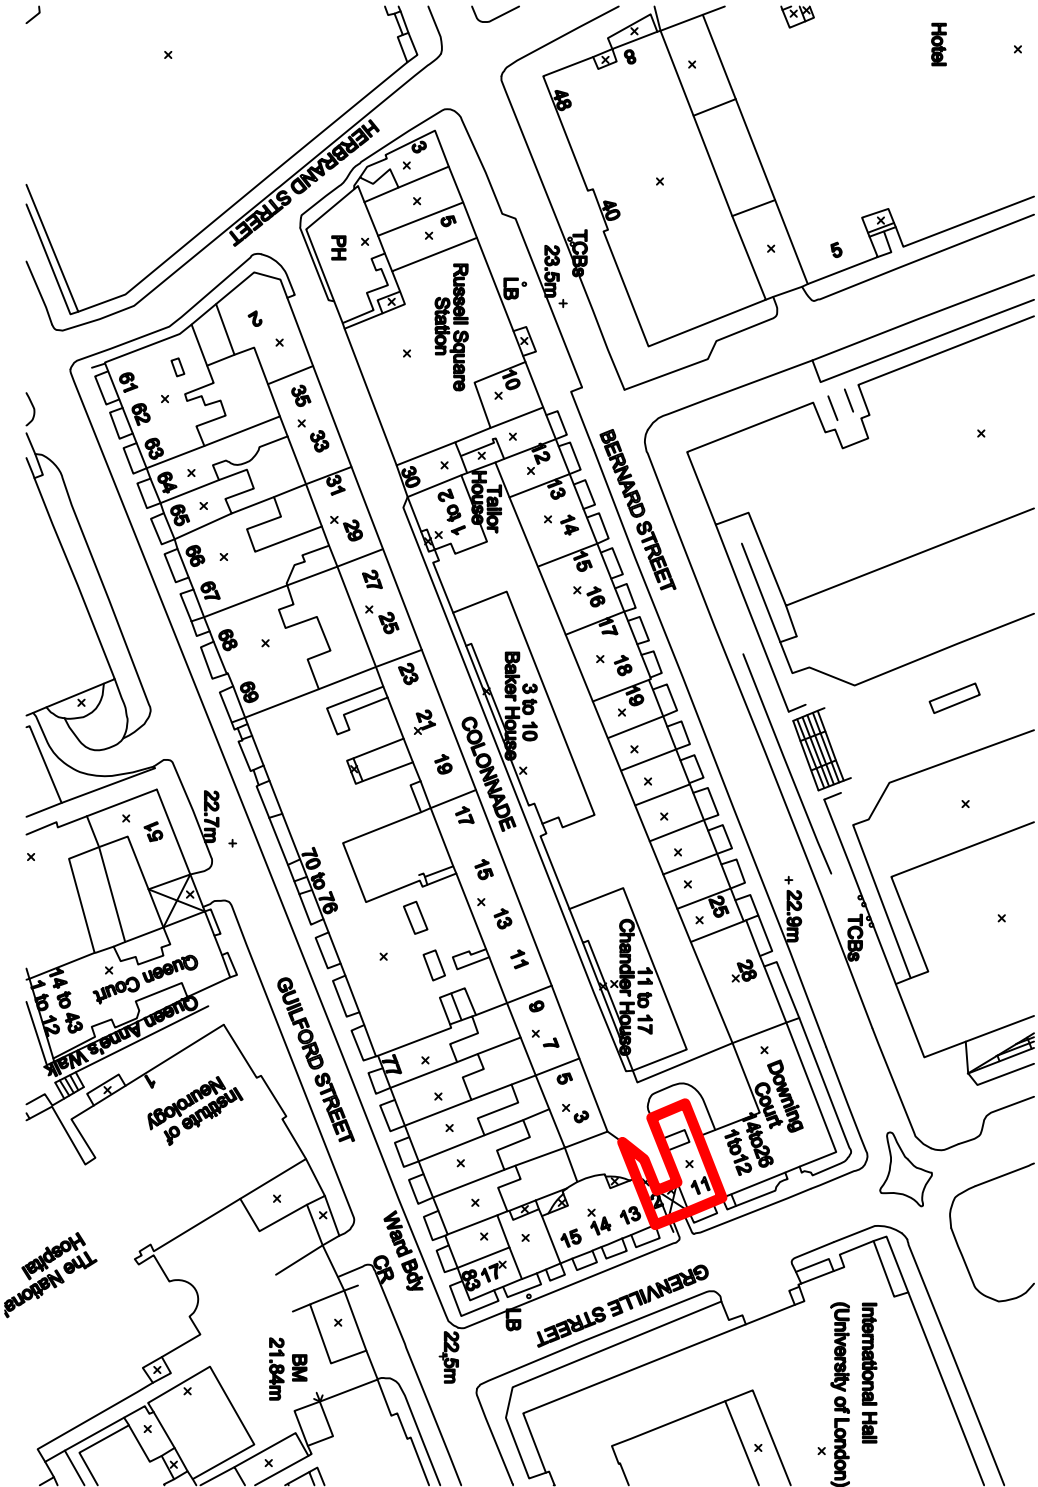 Hotel
8
48
40
5
HERBRAND STREET
3
5
PH
TCBs
23.5m
LB
Russell Square
Station
10
2
61
62
63
64
65
66
67
68
69
35
33
31
29
27
25
23
21
19
17
15
13
11
9
7
5
3
30
1 to 2
Tailor
House
12
13
14
15
16
17
18
19
25
28
BERNARD STREET
3 to 10
Baker House
COLONNADE
22.7m
51
70 to 76
22.9m
TCBs
11 to 17
Chandler House
Queen Court
14 to 43
1 to 12
Queen Anne's Walk
1
Institute of
Neurology
GUILFORD STREET
77
Downing
Court
14to26
1to12
11
2
13
14
15
17
83
Ward Bdy
CR
LB
GRENVILLE STREET
22.5m
BM
21.84m
The National
Hospital
International Hall
(University of London)